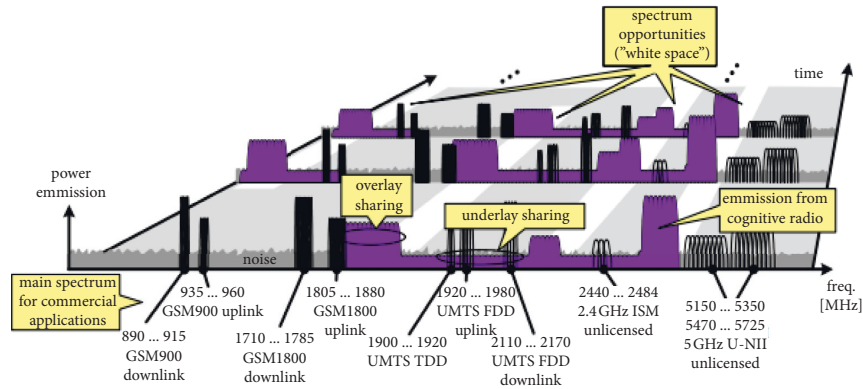 spectrum
opportunities
("white space")
time
power
emmission
overlay
sharing
underlay sharing
emmission from
cognitive radio
noise
main spectrum
for commercial
applications
freq.
[MHz]
890 ... 915
GSM900
downlink
935 ... 960
GSM900 uplink
1710 ... 1785
GSM1800
downlink
1805 ... 1880
GSM1800
uplink
1900 ... 1920
UMTS TDD
1920 ... 1980
UMTS FDD
uplink
2110 ... 2170
UMTS FDD
downlink
2440 ... 2484
2.4 GHz ISM
unlicensed
5150 ... 5350
5470 ... 5725
5 GHz U-NII
unlicensed